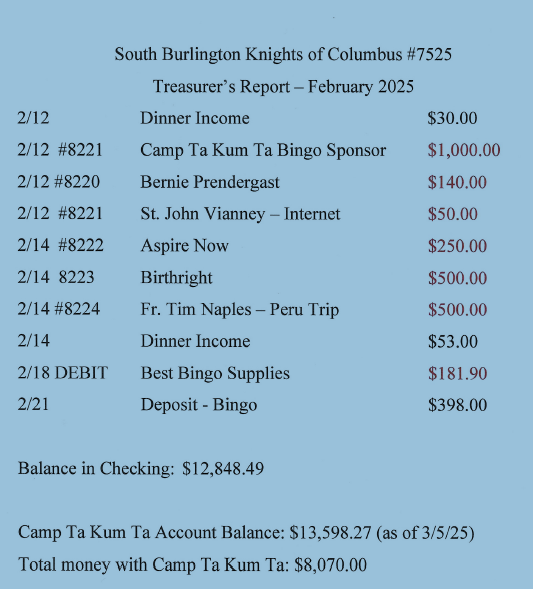 South Burlington Knights of Columbus #7525
Treasurer's Report – February 2025
2/12 Dinner Income $30.00
2/12 #8221 Camp Ta Kum Ta Bingo Sponsor $1,000.00
2/12 #8220 Bernie Prendergast $140.00
2/12 #8221 St. John Vianney – Internet $50.00
2/14 #8222 Aspire Now $250.00
2/14 8223 Birthright $500.00
2/14 #8224 Fr. Tim Naples – Peru Trip $500.00
2/14 Dinner Income $53.00
2/18 DEBIT Best Bingo Supplies $181.90
2/21 Deposit - Bingo $398.00
Balance in Checking: $12,848.49
Camp Ta Kum Ta Account Balance: $13,598.27 (as of 3/5/25)
Total money with Camp Ta Kum Ta: $8,070.00